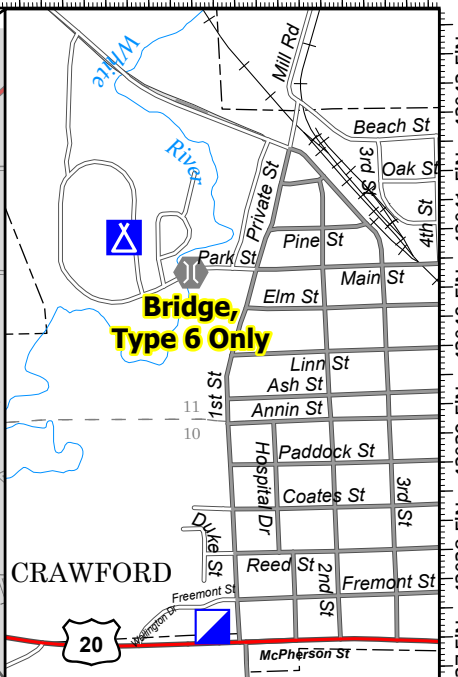 White
River
Mill Rd
Beach St
3rd St
Oak St
4th St
Private St
Pine St
Park St
Main St
Bridge,
Type 6 Only
Elm St
Linn St
1st St
Ash St
11
Annin St
10
Hospital Dr
Paddock St
3rd St
Coates St
Duke St
CRAWFORD
Reed St
2nd St
Fremont St
Freemont St
20
McPherson St